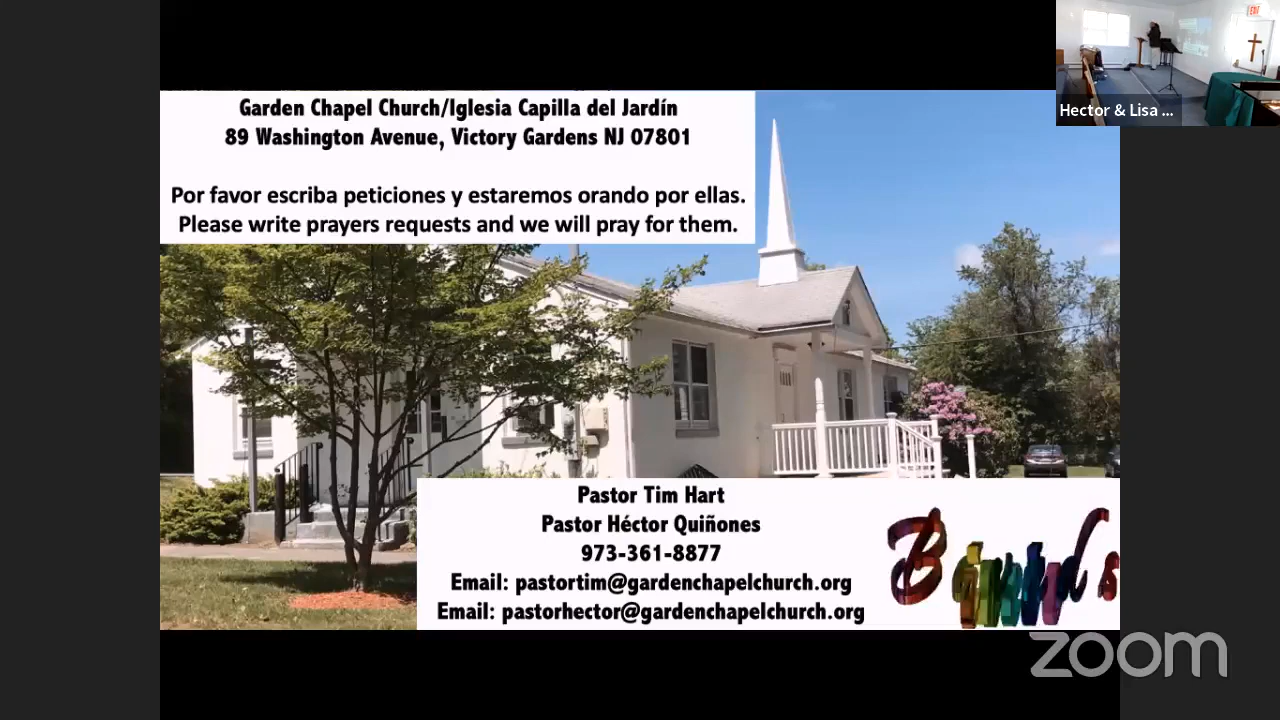 Garden Chapel Church/Iglesia Capilla del Jardín
89 Washington Avenue, Victory Gardens NJ 07801
Por favor escriba peticiones y estaremos orando por ellas.
Please write prayers requests and we will pray for them.
EXIT
Hector & Lisa ...
Pastor Tim Hart
Pastor Héctor Quiñones
973-361-8877
Email: pastortim@gardenchapelchurch.org
Email: pastorhector@gardenchapelchurch.org
zoom